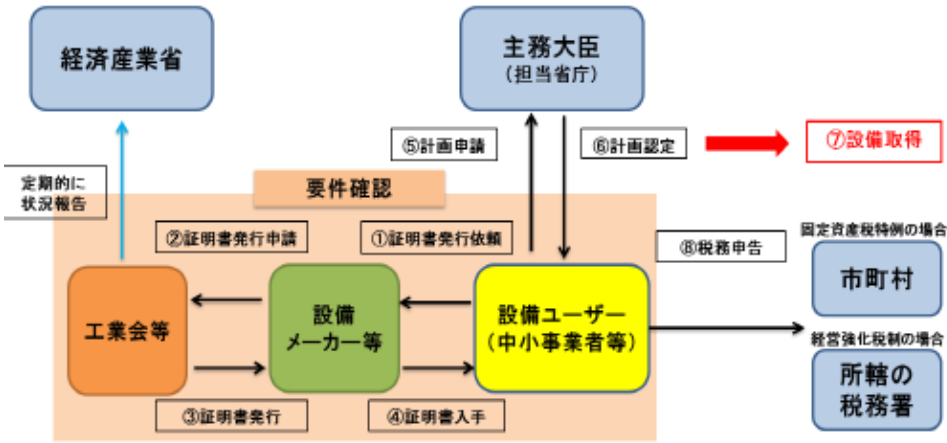 経済産業省
主務大臣
（担当省庁）
⑤計画申請
⑥計画認定
⑦設備取得
定期的に
状況報告
要件確認
②証明書発行申請
①証明書発行依頼
⑧税務申告
固定資産税特例の場合
市町村
工業会等
設備
メーカー等
設備ユーザー
（中小事業者等）
経営強化税制の場合
所轄の
税務署
③証明書発行
④証明書入手